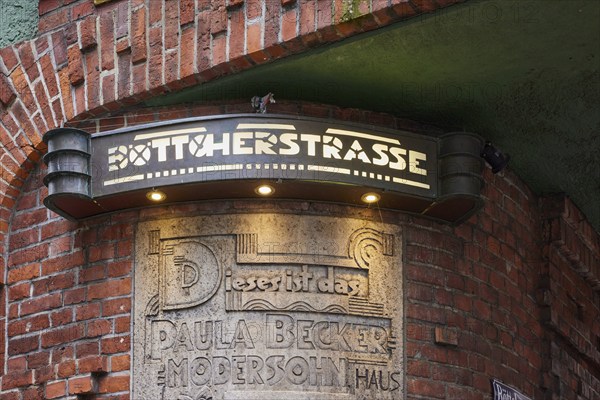 BÖTTCHERSTRASSE
Dieses ist das
PAULA BECKER
MODERSOHN HAUS